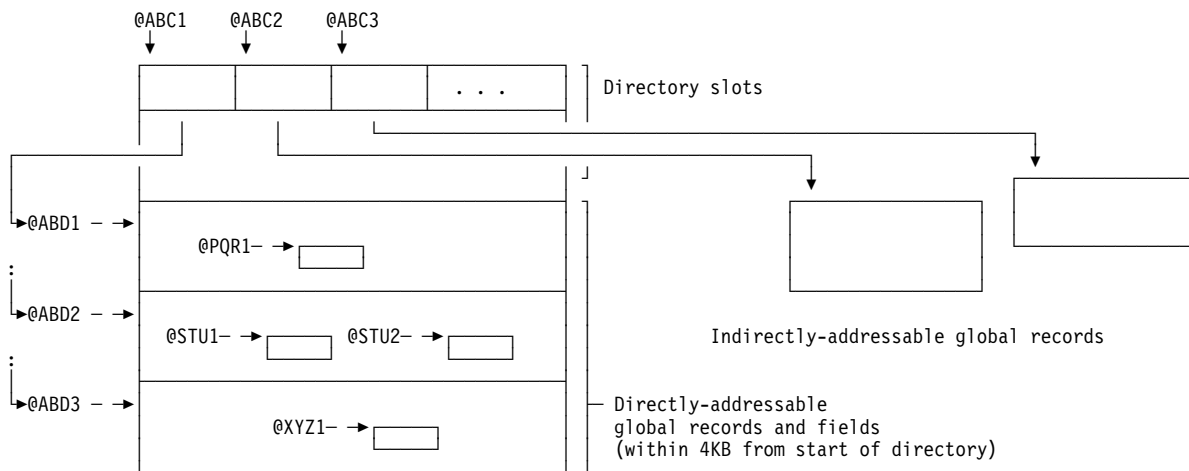 @ABC1 @ABC2 @ABC3
. . .
Directory slots
@ABD1
@PQR1
:
@ABD2
@STU1 @STU2
Indirectly-addressable global records
:
@ABD3
Directly-addressable
global records and fields
(within 4KB from start of directory)
@XYZ1